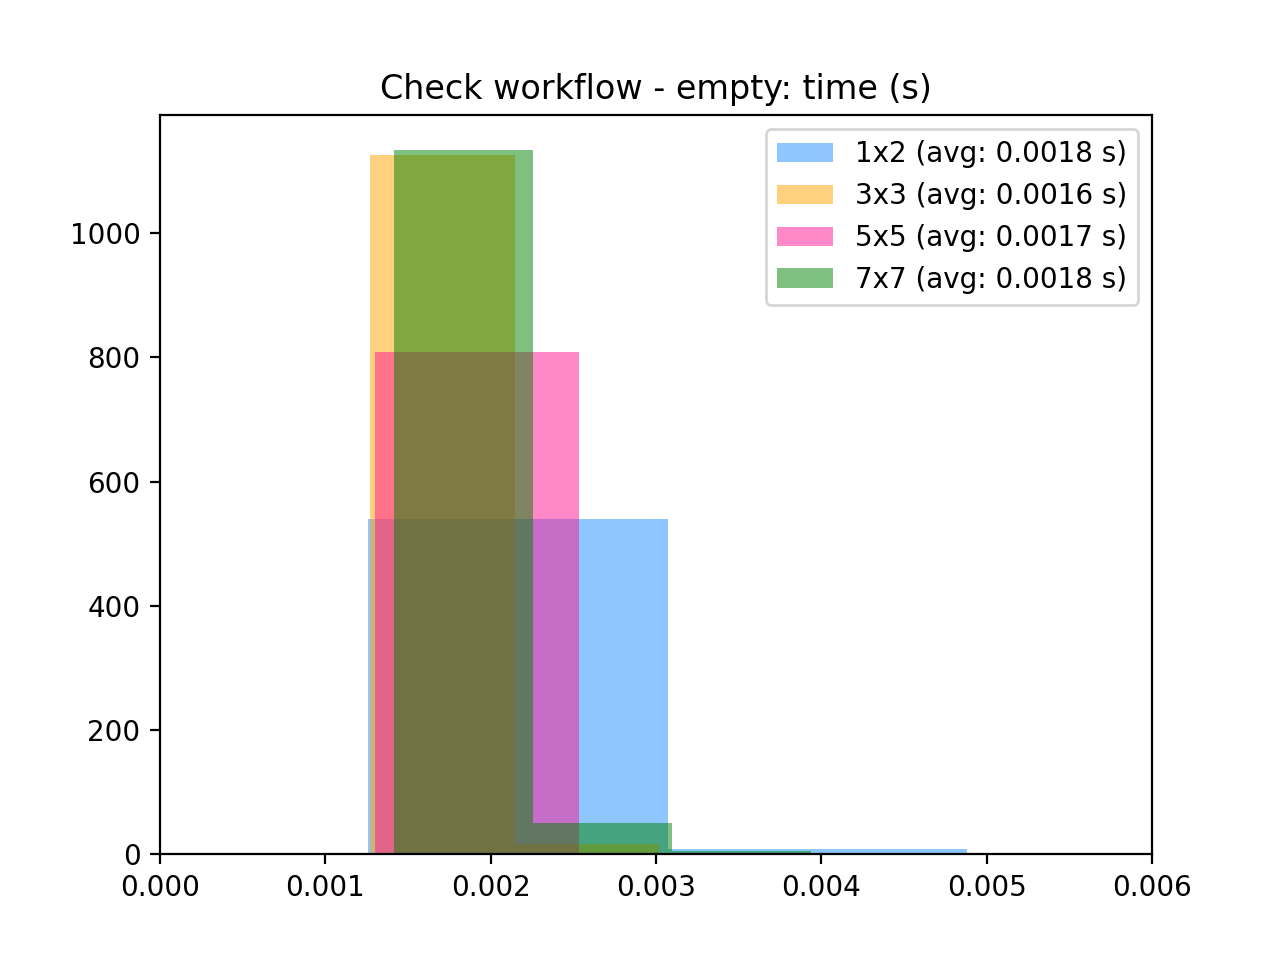 Check workflow - empty: time (s)
1x2 (avg: 0.0018 s)
3x3 (avg: 0.0016 s)
5x5 (avg: 0.0017 s)
7x7 (avg: 0.0018 s)
1000
800
600
400
200
0
0.000 0.001 0.002 0.003 0.004 0.005 0.006